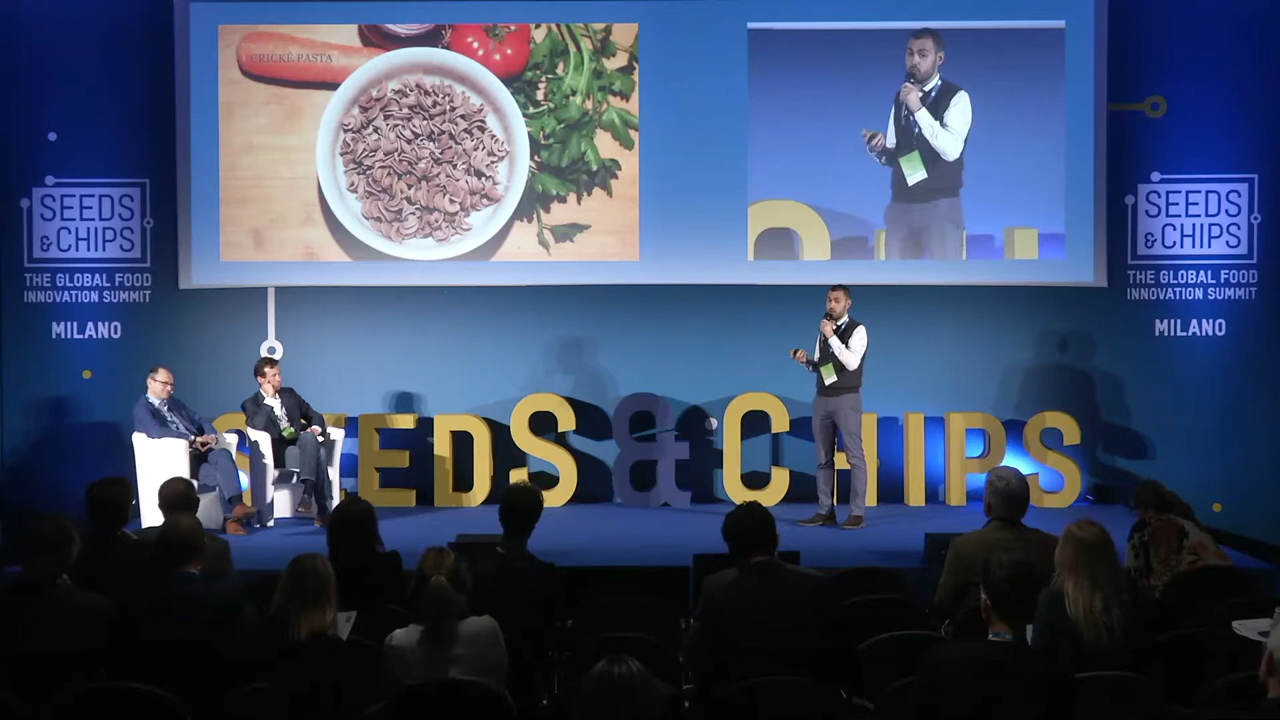 CRICKÉ PASTA
SEEDS
& CHIPS
THE GLOBAL FOOD
INNOVATION SUMMIT
MILANO
SEEDS
& CHIPS
THE GLOBAL FOOD
INNOVATION SUMMIT
MILANO
SEEDS & CHIPS